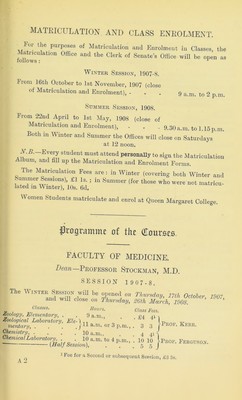 MATRICULATION AND CLASS ENROLMENT.
For the purposes of Matriculation and Enrolment in Classes, the
Matriculation Office and the Clerk of Senate's Office will be open as
follows :
WINTER SESSION, 1907-8.
From 16th October to 1st November, 1907 (close
of Matriculation and Enrolment), - - - 9 a.m. to 2 p.m.
SUMMER SESSION, 1908.
From 22nd April to 1st May, 1908 (close of
Matriculation and Enrolment), - - - 9.30 a.m. to 1.15 p.m.
Both in Winter and Summer the Offices will close on Saturdays
at 12 noon.
N.B.—Every student must attend personally to sign the Matriculation
Album, and fill up the Matriculation and Enrolment Forms.
The Matriculation Fees are : in Winter (covering both Winter and
Summer Sessions), £1 1s. ; in Summer (for those who were not matricu-
lated in Winter), 10s. 6d.
Women Students matriculate and enrol at Queen Margaret College.
Programme of the Courses.
FACULTY OF MEDICINE.
Dean—PROFESSOR STOCKMAN, M.D.
SESSION 1907-8.
The WINTER SESSION will be opened on Thursday, 17th October, 1907,
and will close on Thursday, 26th March, 1908.
Classes. Hours. Class Fees.
Zoology, Elementary, . . 9 a.m., . . £4 4¹
Zoological Laboratory, Ele-
mentary, . . . . 11 a.m. or 3 p.m., . 3 3 PROF. KERR.
Chemistry, . . . . 10 a.m., . . 4 4¹
Chemical Laboratory, . . 10 a.m. to 4 p.m., . 10 10 PROF. FERGUSON.
(Half Session), . . 5 5
¹ Fee for a Second or subsequent Session, £3 3s.
A 2